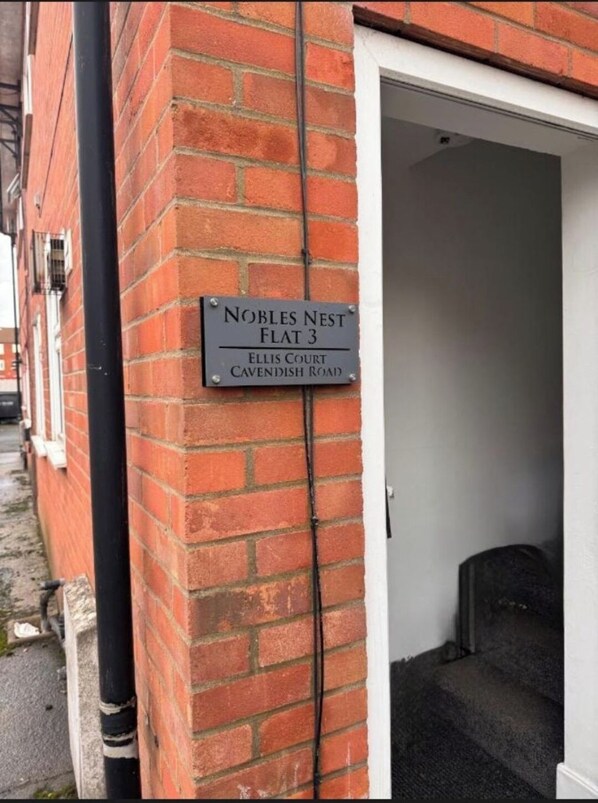 NOBLES NEST
FLAT 3
ELLIS COURT
CAVENDISH ROAD